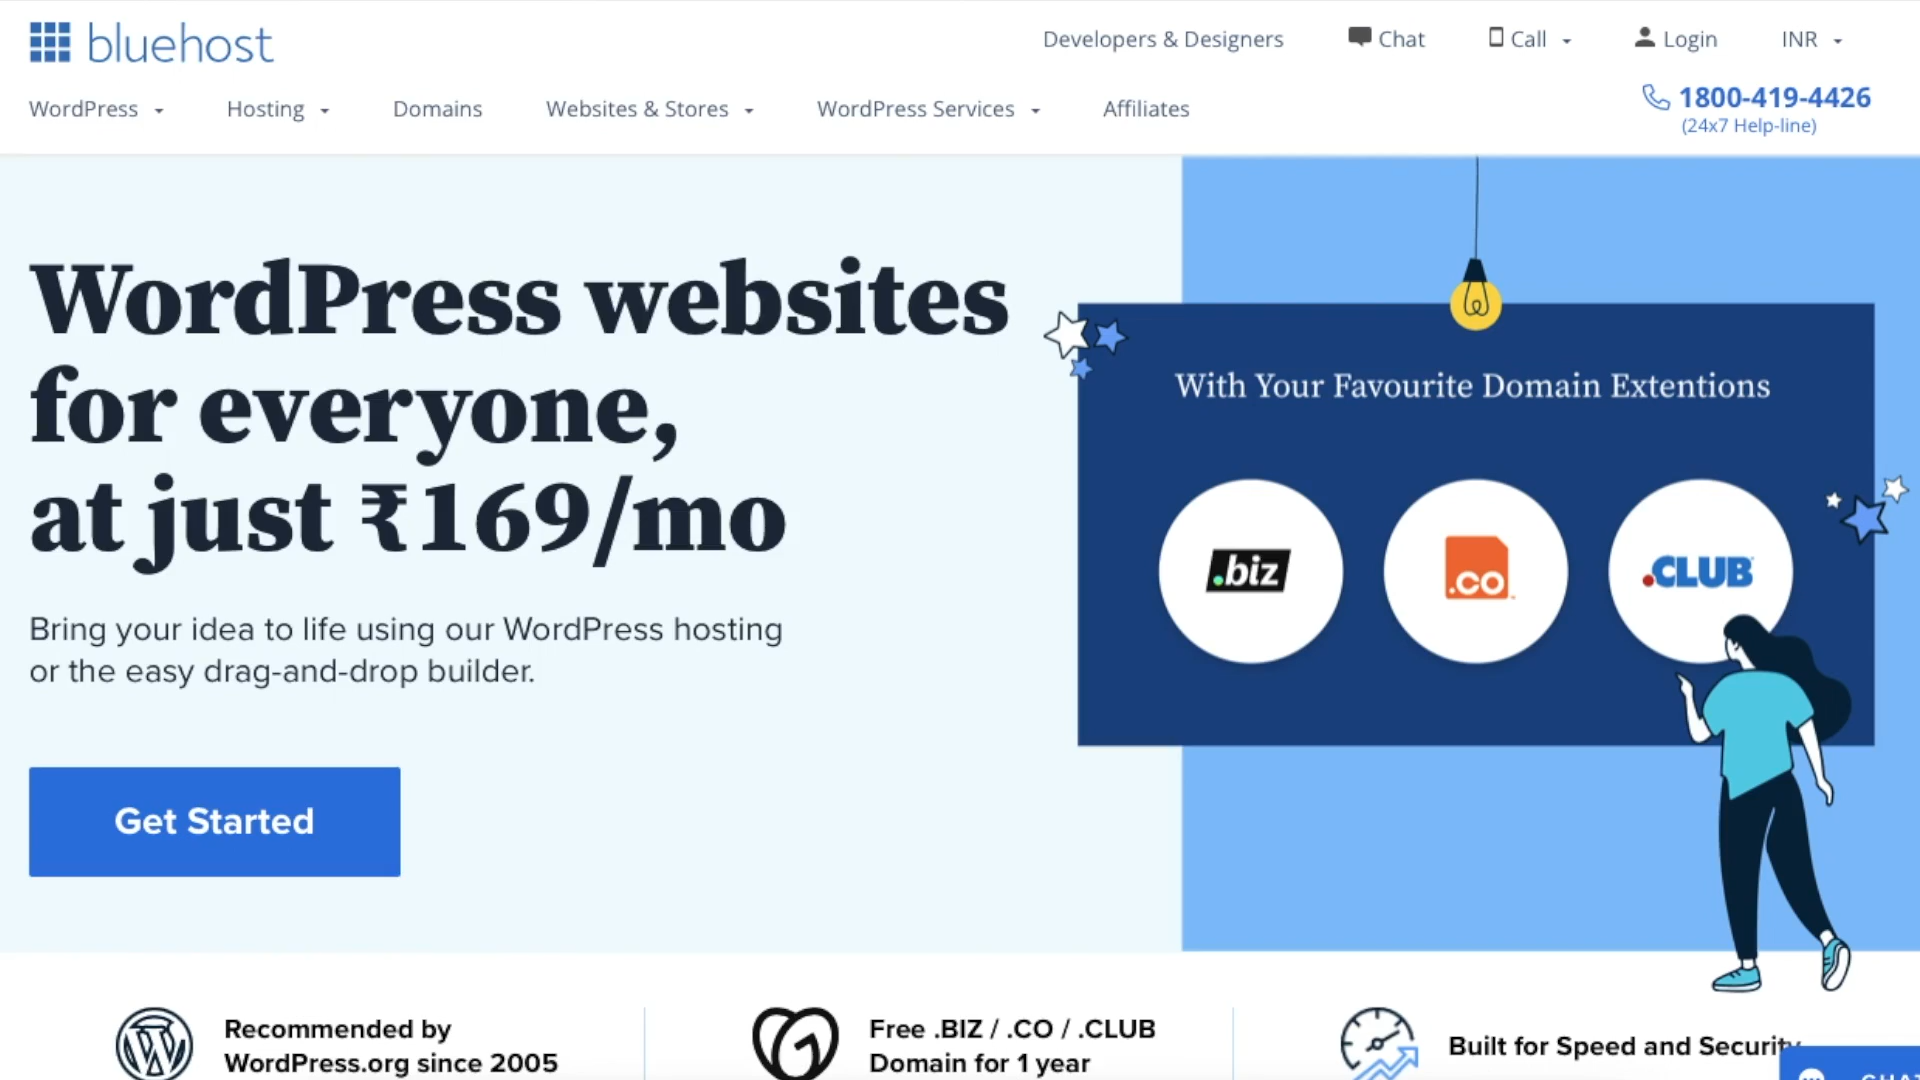 bluehost
Developers & Designers
Chat
Call
Login
INR
WordPress
Hosting
Domains
Websites & Stores
WordPress Services
Affiliates
1800-419-4426
(24x7 Help-line)
WordPress websites
for everyone,
at just ₹169/mo
Bring your idea to life using our WordPress hosting
or the easy drag-and-drop builder.
Get Started
With Your Favourite Domain Extentions
.biz
.co
.CLUB
Recommended by
WordPress.org since 2005
Free .BIZ / .CO / .CLUB
Domain for 1 year
Built for Speed and Security